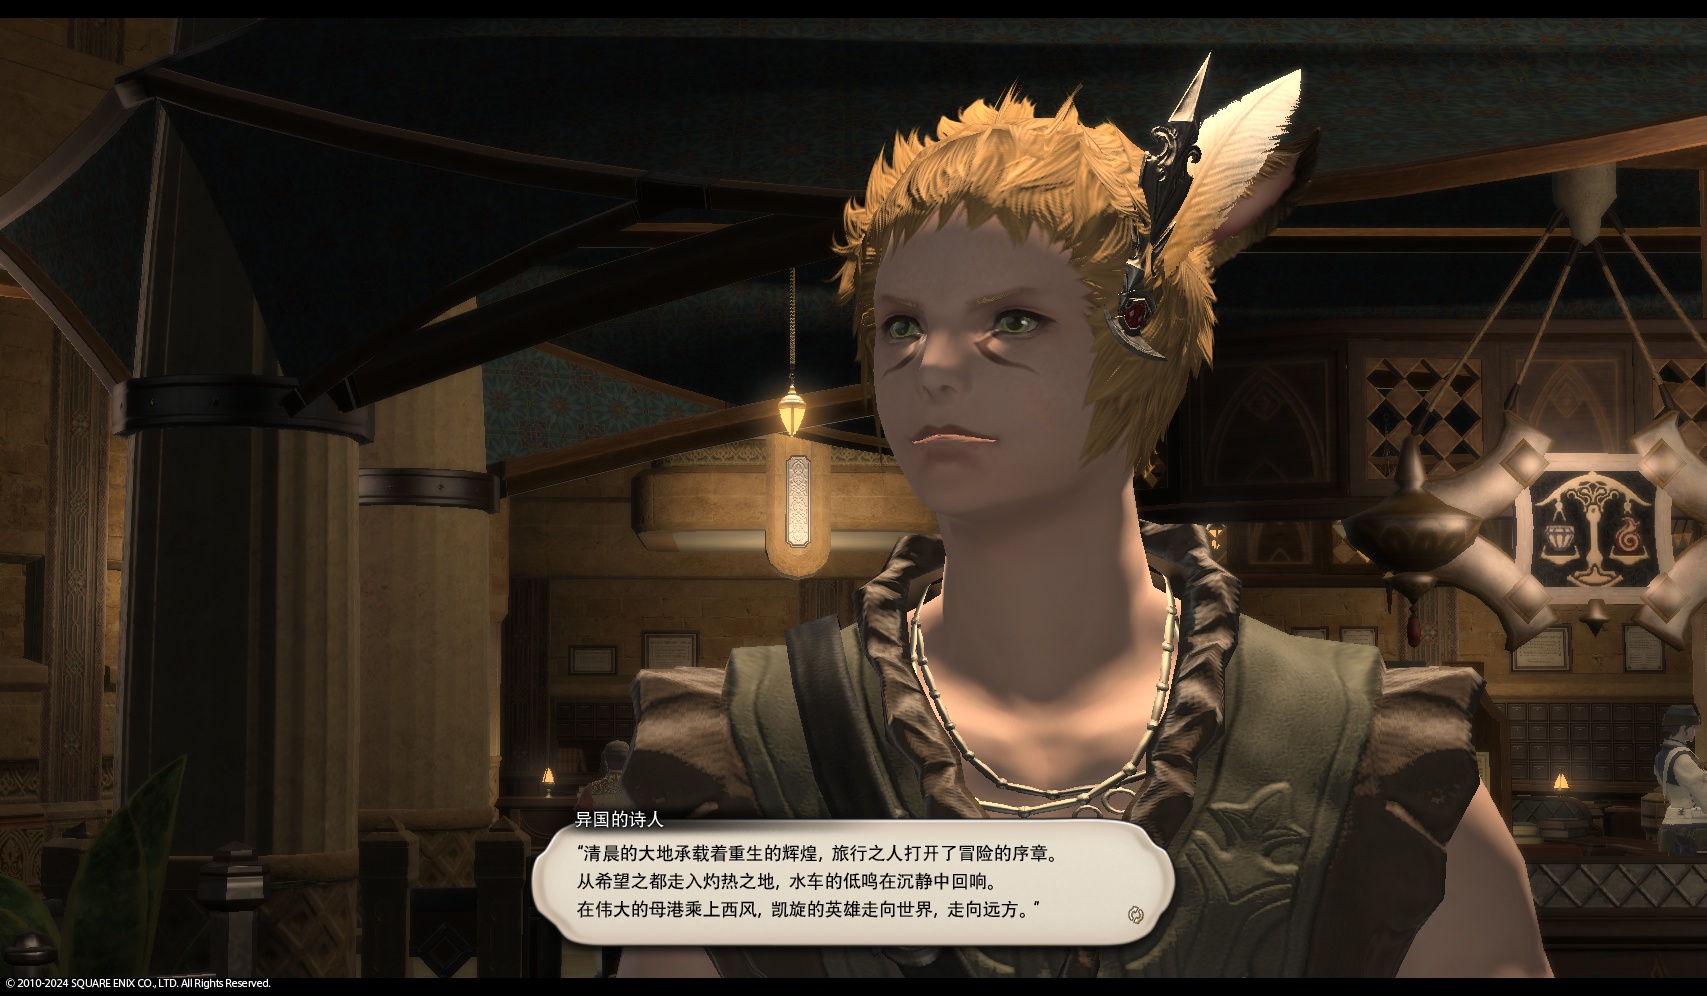 异国的诗人
“清晨的大地承载着重生的辉煌，旅行之人打开了冒险的序章。
从希望之都走入灼热之地，水车的低鸣在沉静中回响。
在伟大的母港乘上西风，凯旋的英雄走向世界，走向远方。”
© 2010-2024 SQUARE ENIX CO., LTD. All Rights Reserved.